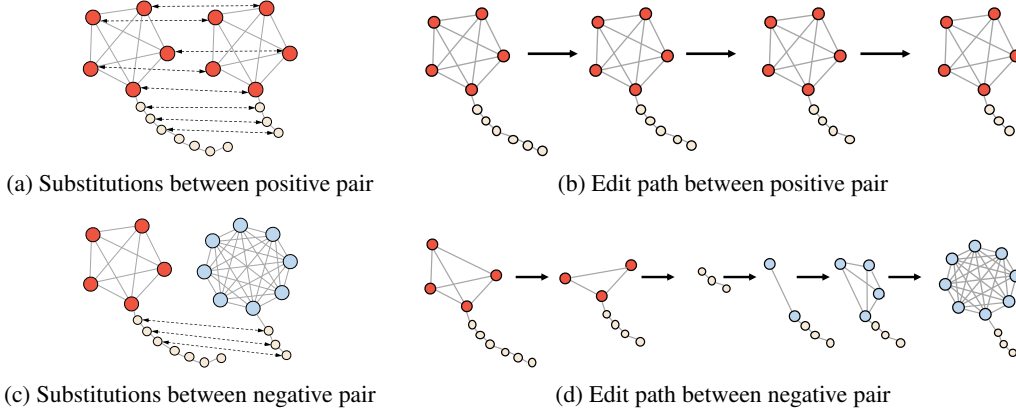 (a) Substitutions between positive pair
(b) Edit path between positive pair
(c) Substitutions between negative pair
(d) Edit path between negative pair